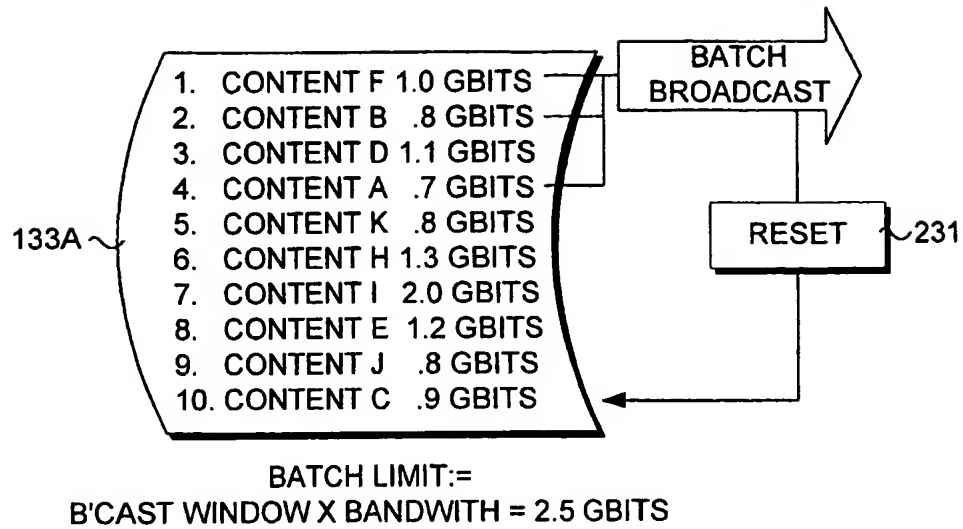 BATCH
BROADCAST
1. CONTENT F 1.0 GBITS
2. CONTENT B .8 GBITS
3. CONTENT D 1.1 GBITS
4. CONTENT A .7 GBITS
5. CONTENT K .8 GBITS
6. CONTENT H 1.3 GBITS
7. CONTENT I 2.0 GBITS
8. CONTENT E 1.2 GBITS
9. CONTENT J .8 GBITS
10. CONTENT C .9 GBITS
133A
RESET
231
BATCH LIMIT:=
B'CAST WINDOW X BANDWITH = 2.5 GBITS